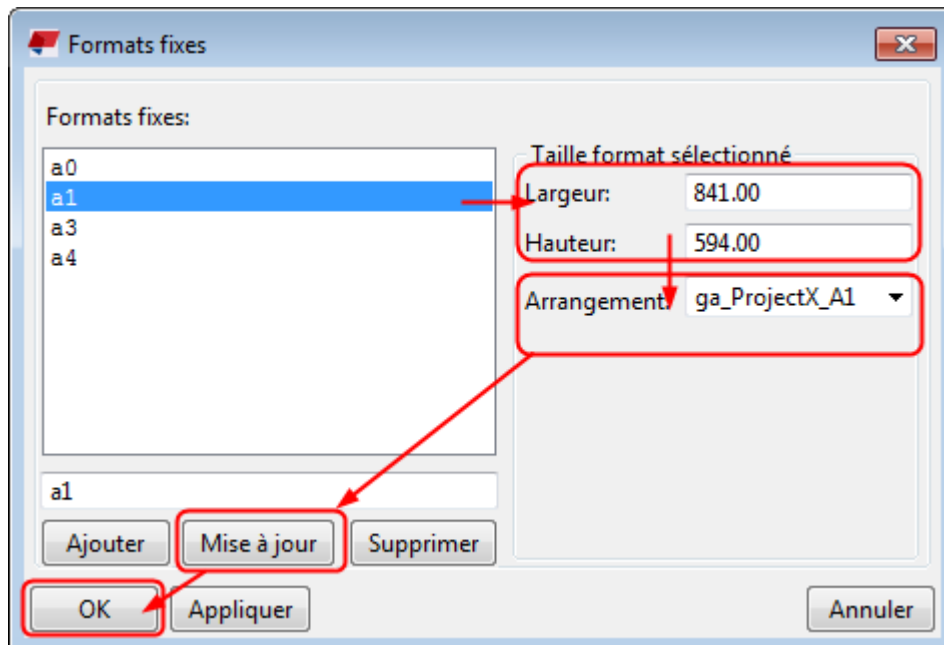 Formats fixes
Formats fixes:
a0
a1
a3
a4
a1
Ajouter Mise à jour Supprimer
Taille format sélectionné
Largeur: 841.00
Hauteur: 594.00
Arrangement: ga_ProjectX_A1
OK Appliquer Annuler